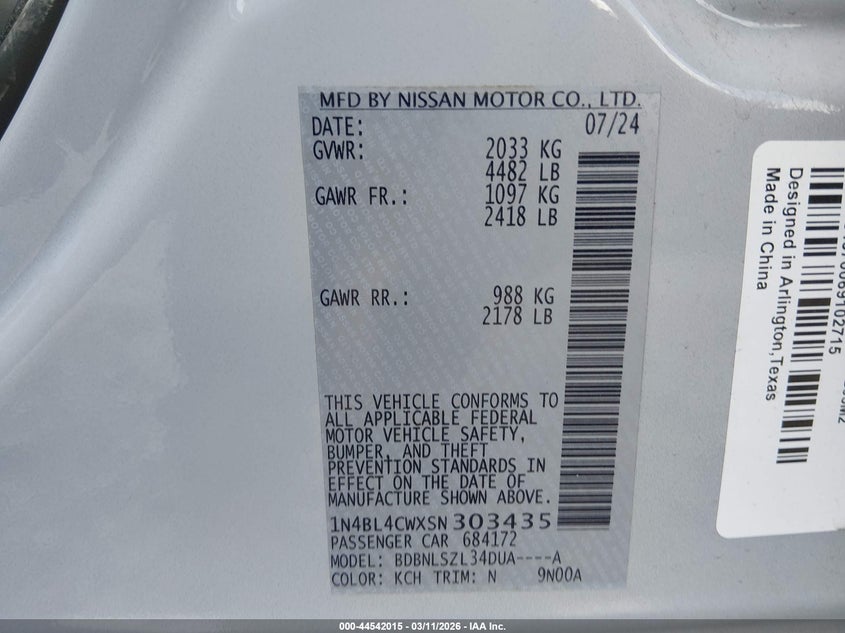 MFD BY NISSAN MOTOR CO., LTD.
DATE: 07/24
GVWR: 2033 KG
4482 LB
GAWR FR.: 1097 KG
2418 LB
GAWR RR.: 988 KG
2178 LB
THIS VEHICLE CONFORMS TO
ALL APPLICABLE FEDERAL
MOTOR VEHICLE SAFETY,
BUMPER, AND THEFT
PREVENTION STANDARDS IN
EFFECT ON THE DATE OF
MANUFACTURE SHOWN ABOVE.
1N4BL4CWXSN 303435
PASSENGER CAR 684172
MODEL: BDBNLSZL34DUA----A
COLOR: KCH TRIM: N 9N00A
Designed in Arlington,Texas
Made in China
000-44542015 - 03/11/2026 - IAA Inc.